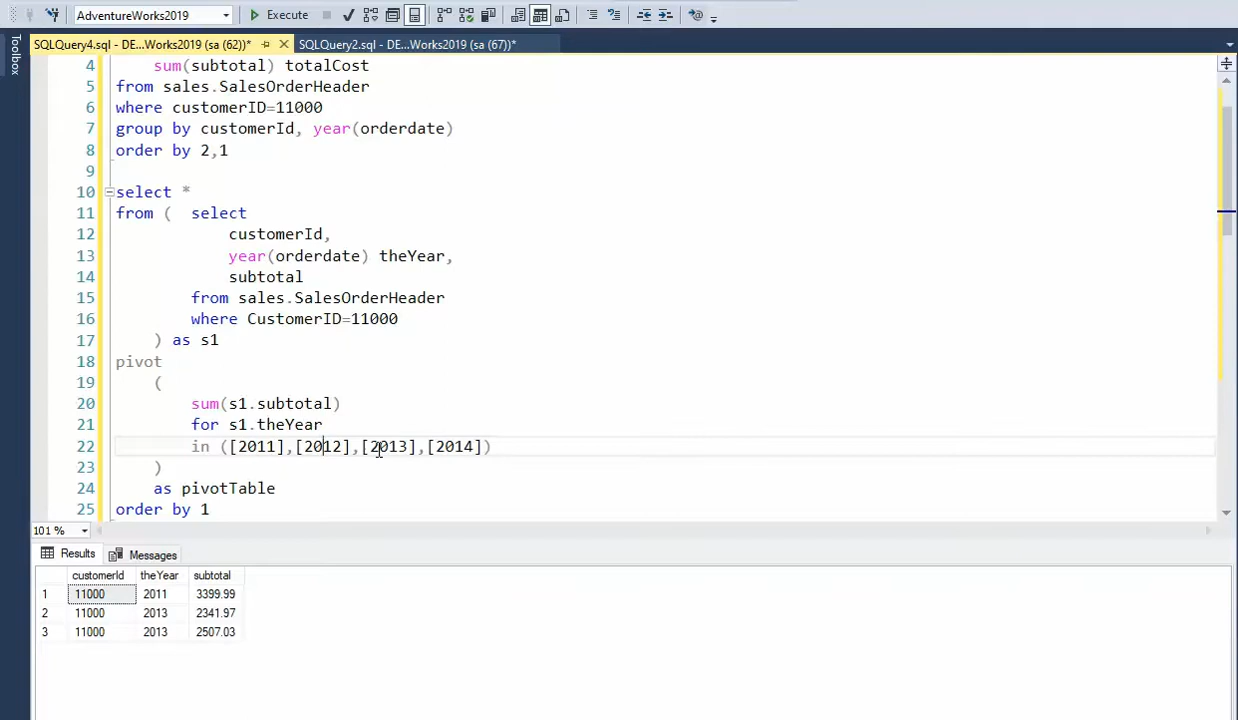 AdventureWorks2019 Execute
Toolbox
SQLQuery4.sql - DE...Works2019 (sa (62))* SQLQuery2.sql - DE...Works2019 (sa (67))*
4 sum(subtotal) totalCost
5 from sales.SalesOrderHeader
6 where customerID=11000
7 group by customerId, year(orderdate)
8 order by 2,1
9
10 select *
11 from ( select
12 customerId,
13 year(orderdate) theYear,
14 subtotal
15 from sales.SalesOrderHeader
16 where CustomerID=11000
17 ) as s1
18 pivot
19 (
20 sum(s1.subtotal)
21 for s1.theYear
22 in ([2011],[2012],[2013],[2014])
23 )
24 as pivotTable
25 order by 1
101 %
Results Messages
customerId theYear subtotal
1 11000 2011 3399.99
2 11000 2013 2341.97
3 11000 2013 2507.03